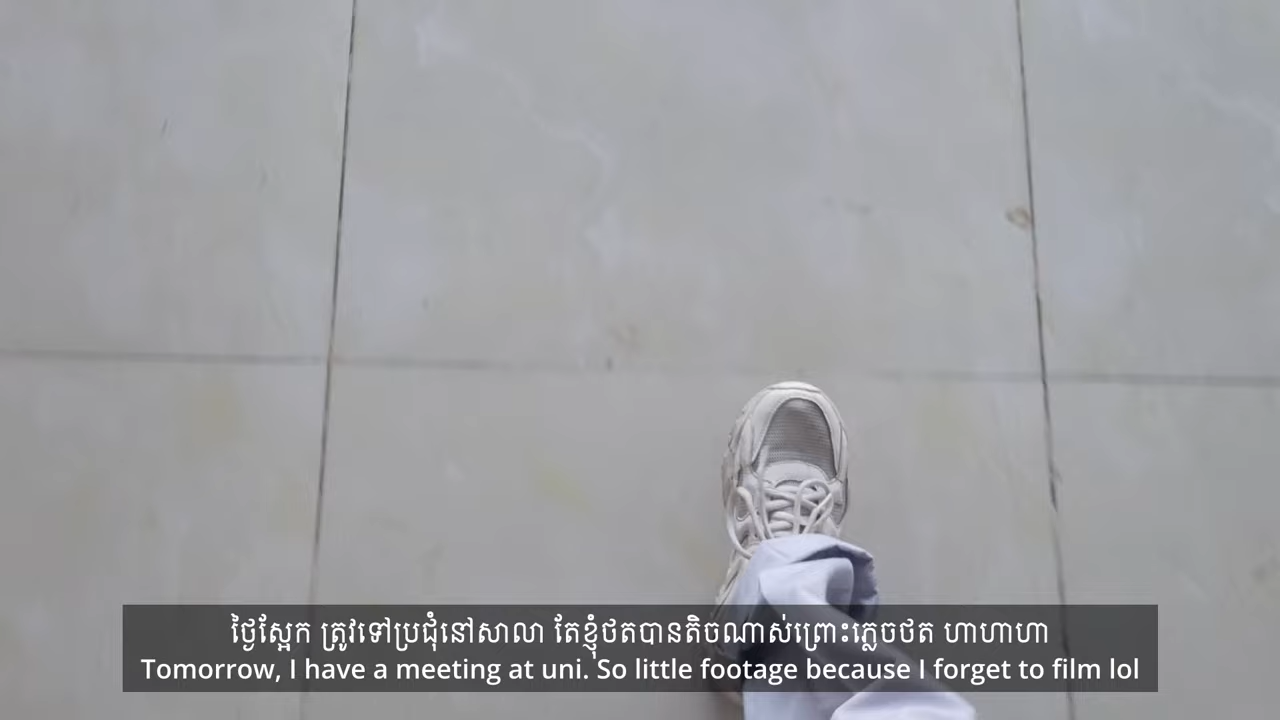 ថ្ងៃស្អែក ត្រូវទៅប្រជុំនៅសាលា តែខ្ញុំថតបានតិចណាស់ព្រោះភ្លេចថត ហាហាហា
Tomorrow, I have a meeting at uni. So little footage because I forget to film lol